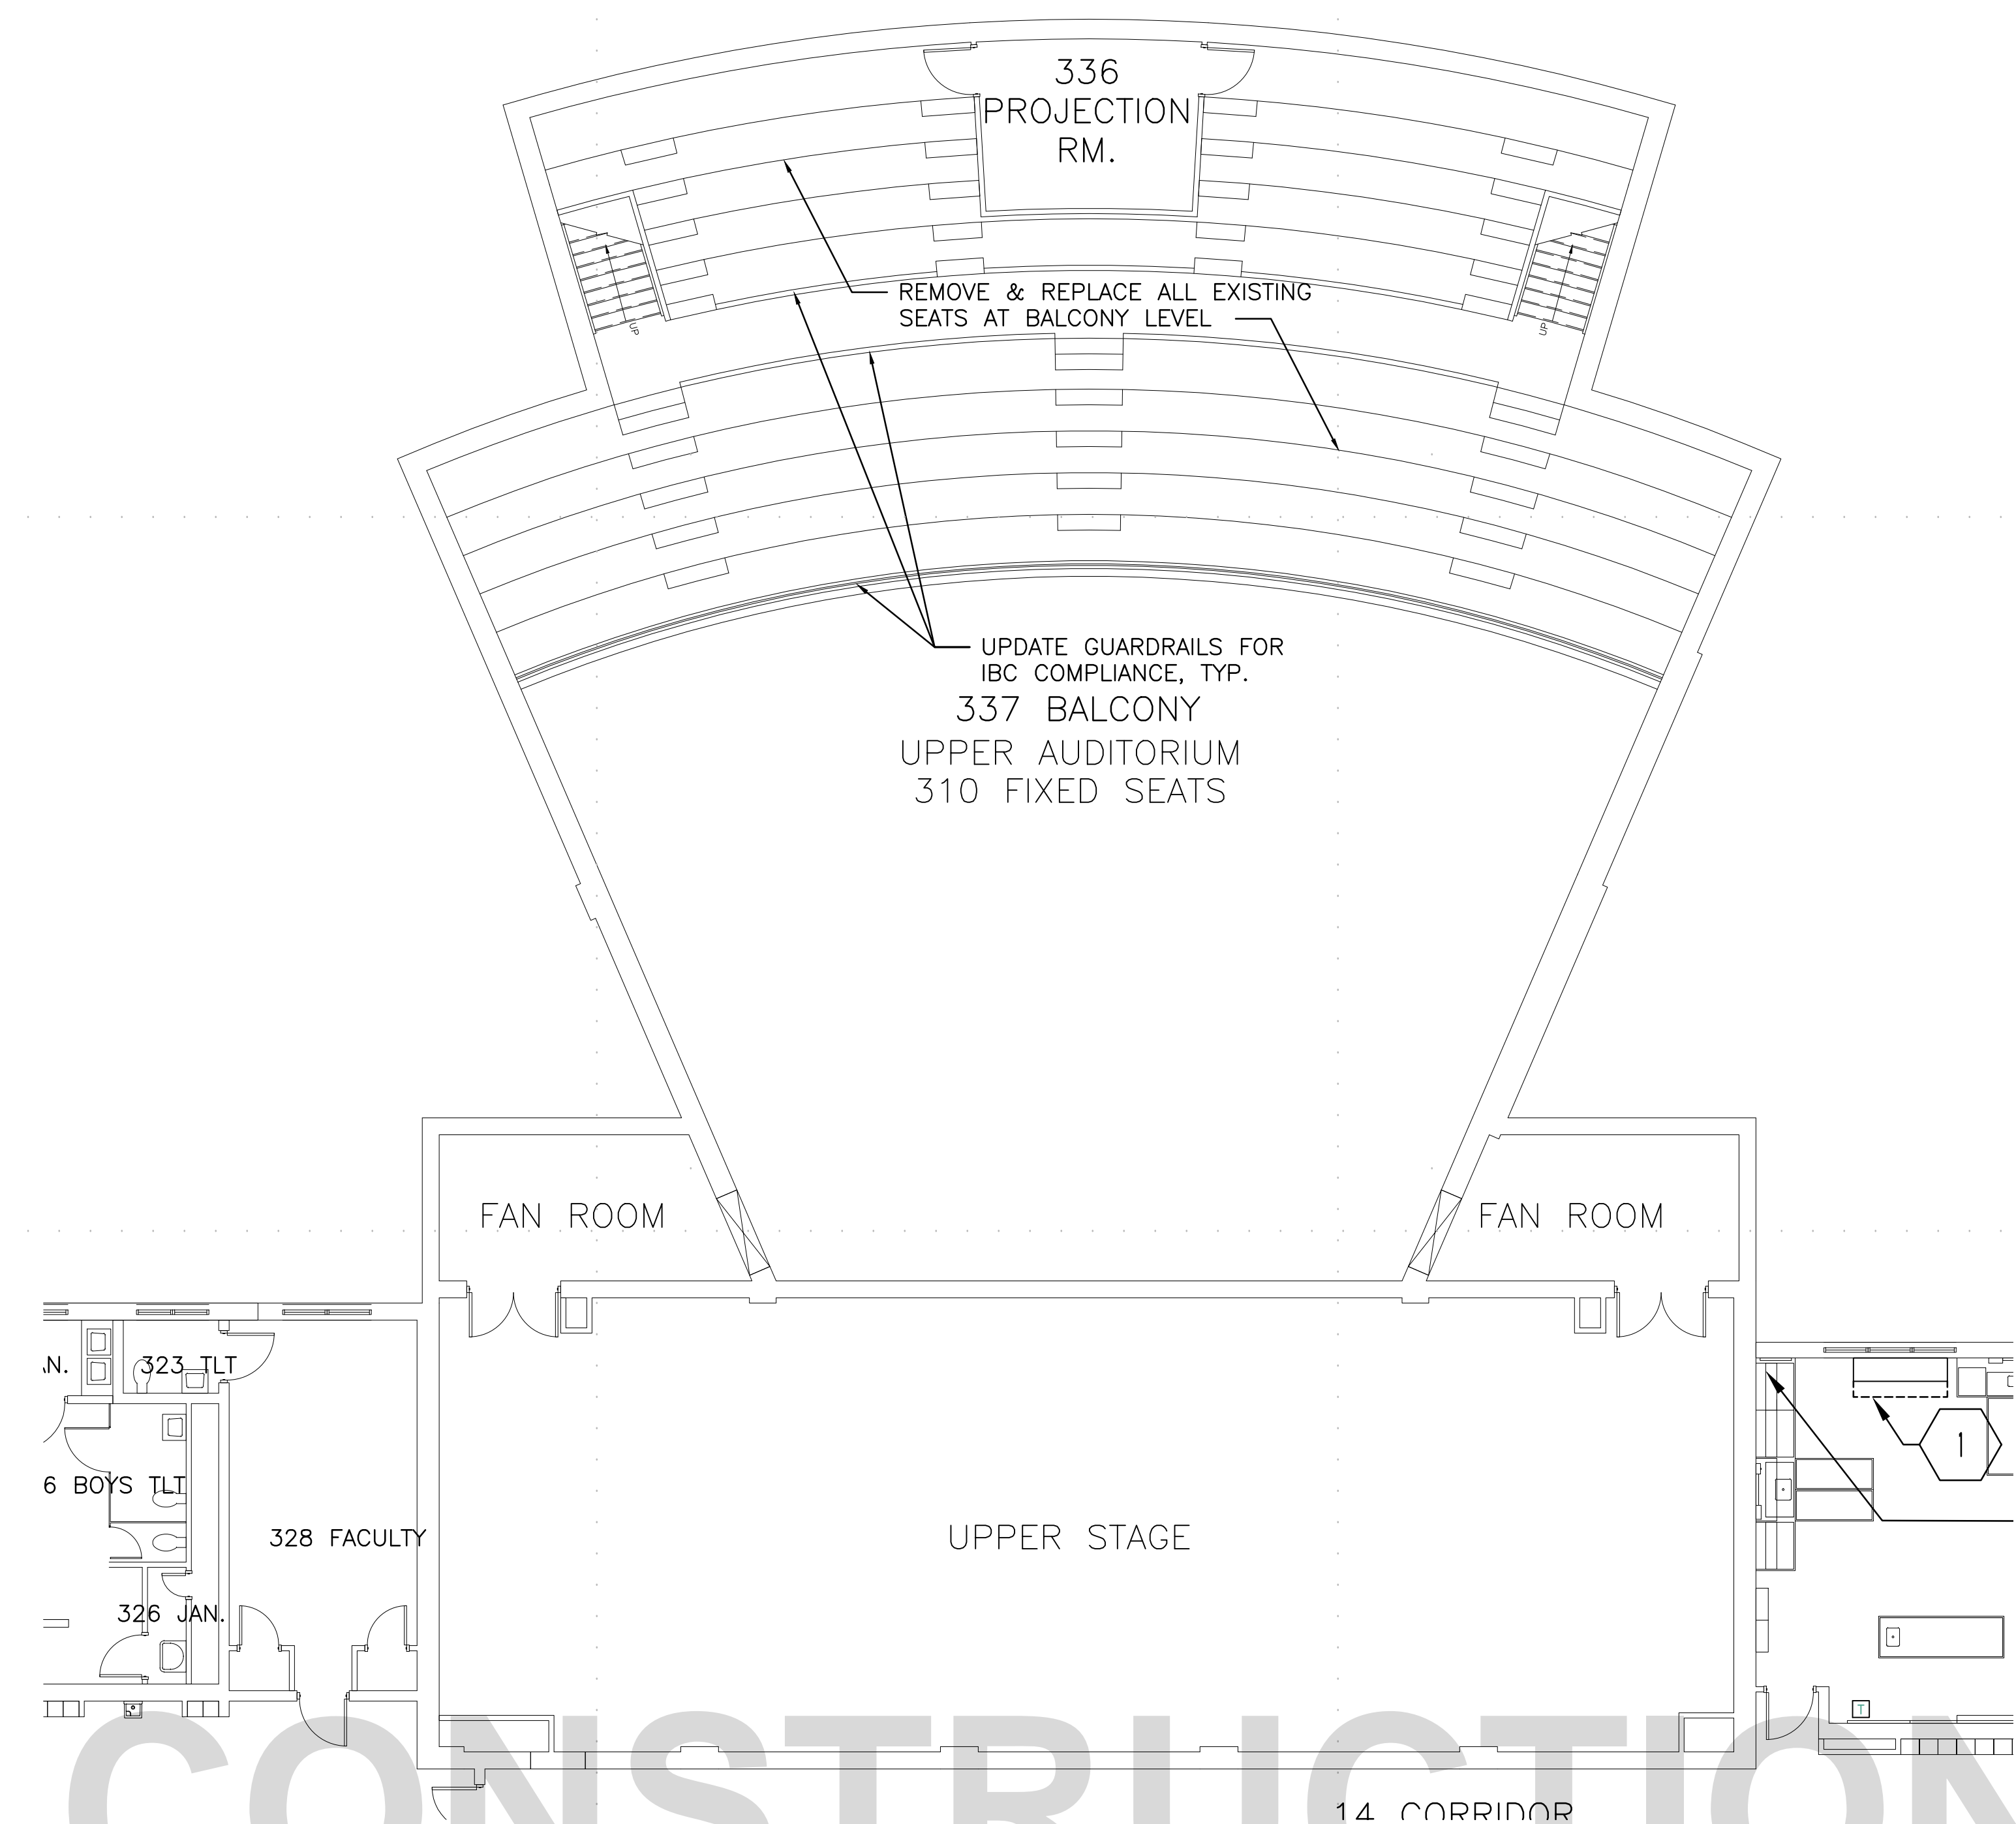 336
PROJECTION
RM.
REMOVE & REPLACE ALL EXISTING
SEATS AT BALCONY LEVEL
UP
UP
UPDATE GUARDRAILS FOR
IBC COMPLIANCE, TYP.
337 BALCONY
UPPER AUDITORIUM
310 FIXED SEATS
FAN ROOM
FAN ROOM
323 TLT
1
6 BOYS TLT
328 FACULTY
UPPER STAGE
326 JAN.
T
CONSTRUCTION
14 CORRIDOR